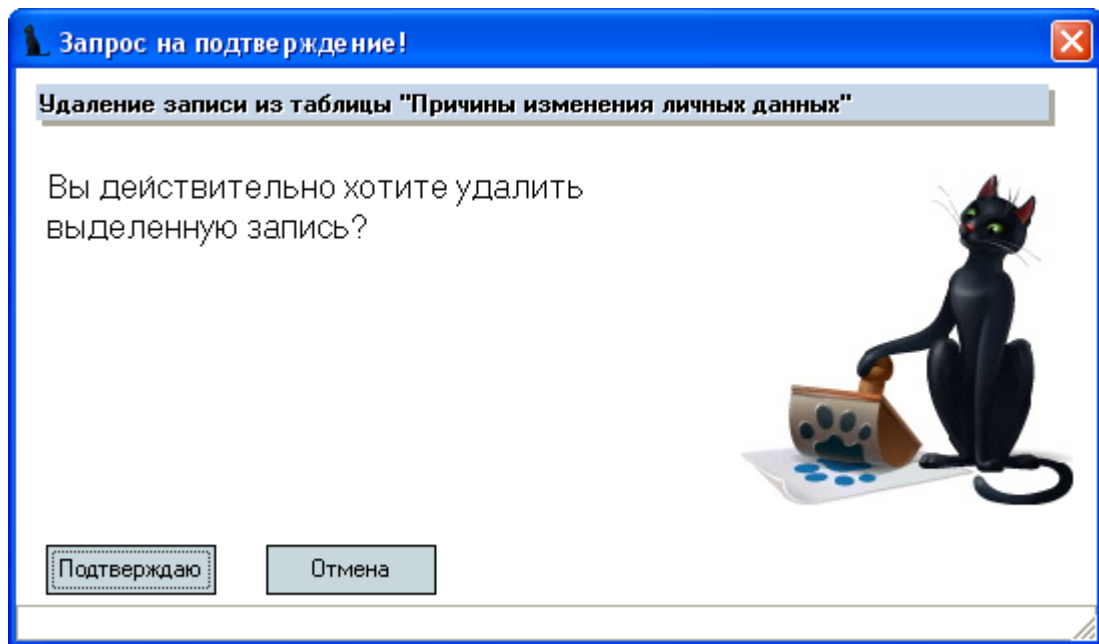 Запрос на подтверждение!
Удаление записи из таблицы "Причины изменения личных данных"
Вы действительно хотите удалить
выделенную запись?
Подтверждаю
Отмена